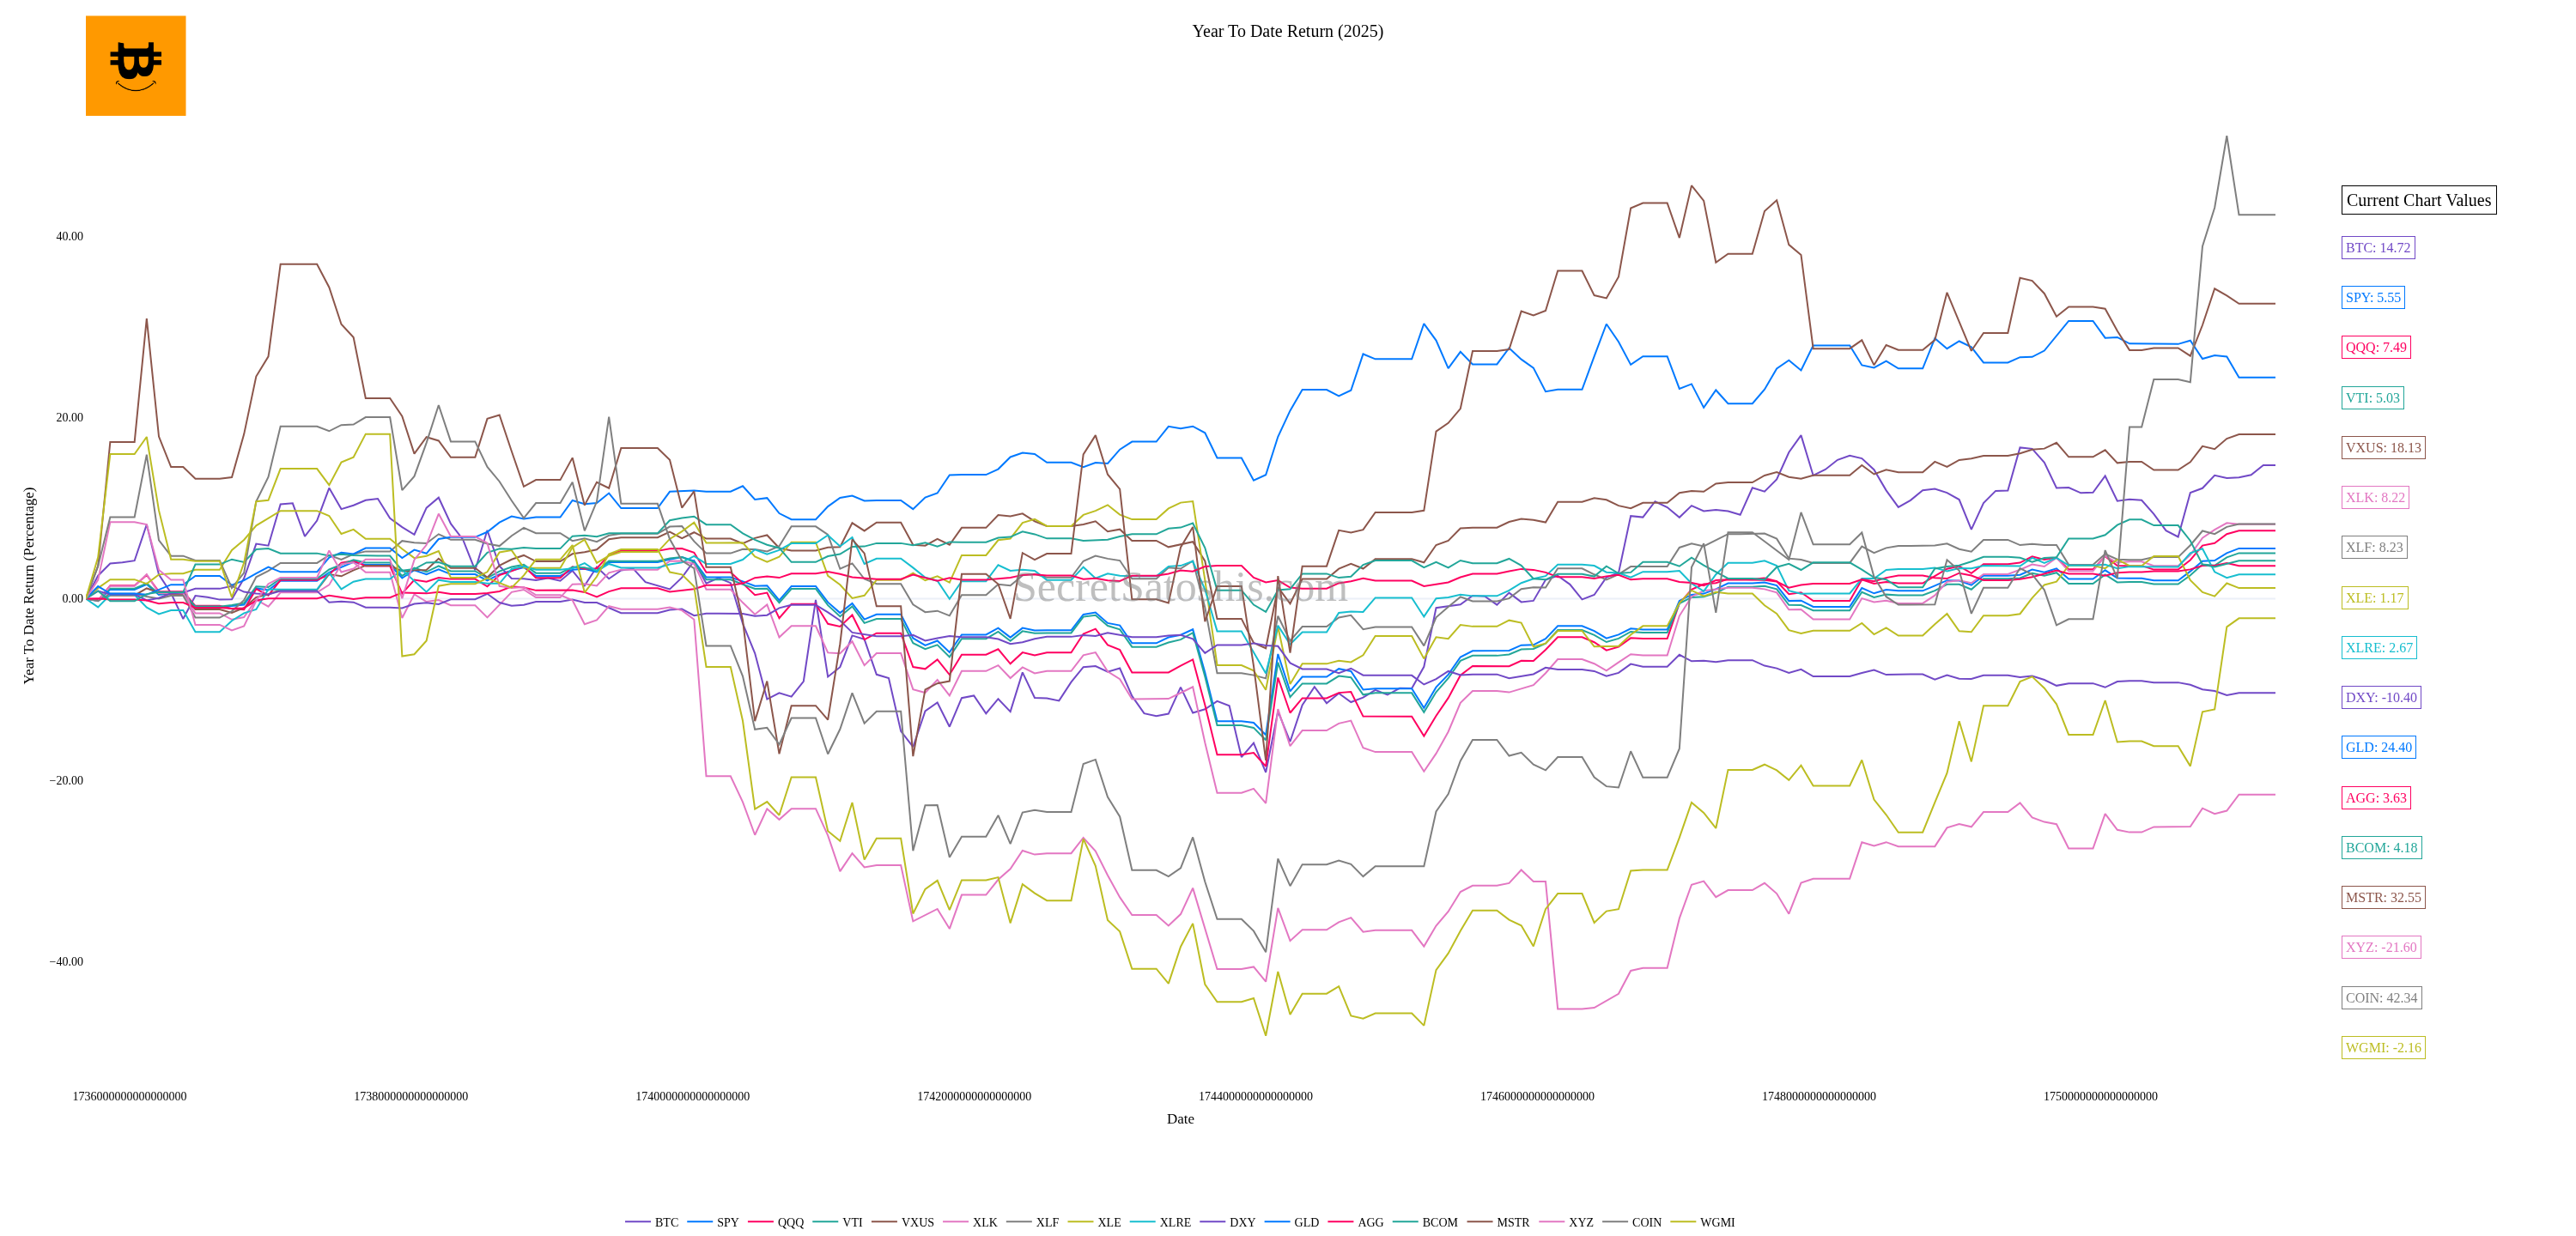 Year To Date Return (2025)
Current Chart Values
40.00
BTC: 14.72
SPY: 5.55
QQQ: 7.49
VTI: 5.03
20.00
VXUS: 18.13
XLK: 8.22
Year To Date Return (Percentage)
XLF: 8.23
SecretSatoshis.com
0.00
XLE: 1.17
XLRE: 2.67
DXY: -10.40
GLD: 24.40
−20.00
AGG: 3.63
BCOM: 4.18
MSTR: 32.55
XYZ: -21.60
−40.00
COIN: 42.34
WGMI: -2.16
1736000000000000000 1738000000000000000 1740000000000000000 1742000000000000000 1744000000000000000 1746000000000000000 1748000000000000000 1750000000000000000
Date
BTC SPY QQQ VTI VXUS XLK XLF XLE XLRE DXY GLD AGG BCOM MSTR XYZ COIN WGMI